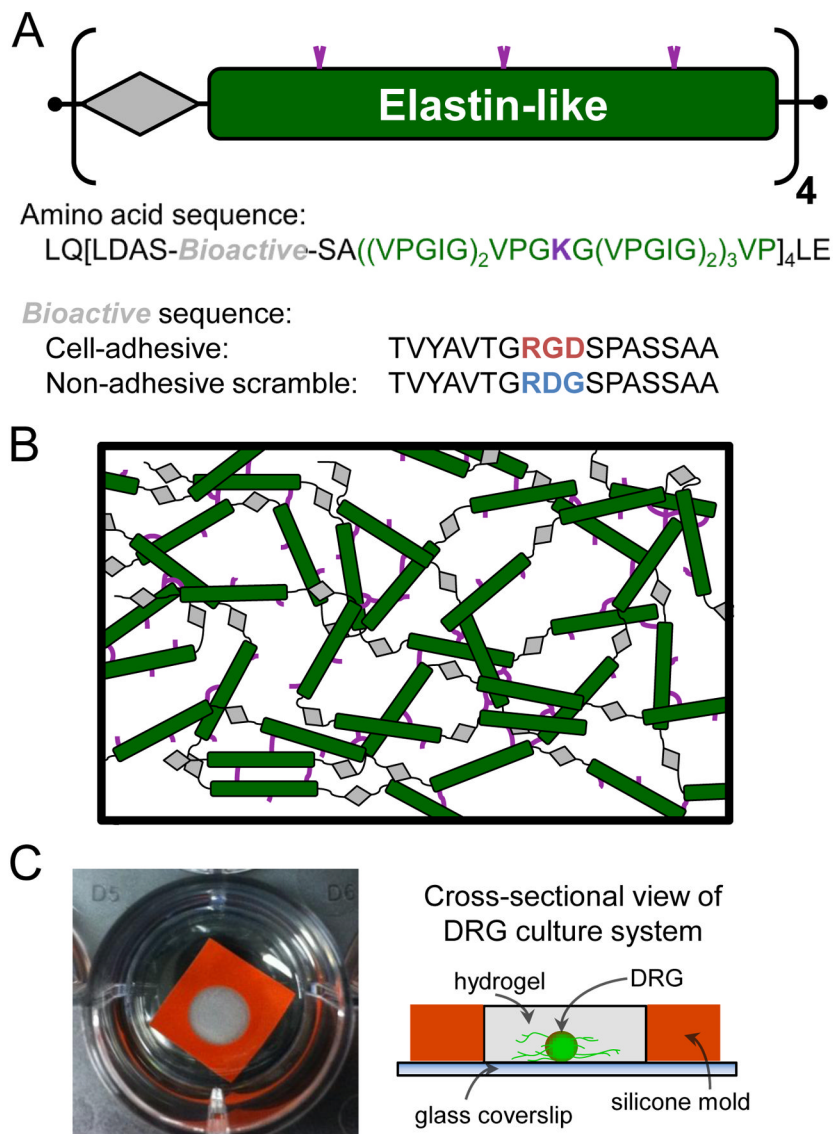 A
Elastin-like
4
Amino acid sequence:
LQ[LDAS-Bioactive-SA((VPGIG)₂VPGKG(VPGIG)₂)₃VP]₄LE
Bioactive sequence:
Cell-adhesive: TVYAVTGRGDSPASSAA
Non-adhesive scramble: TVYAVTGRDGSPASSAA
B
C
D5
D6
Cross-sectional view of
DRG culture system
hydrogel
DRG
glass coverslip
silicone mold